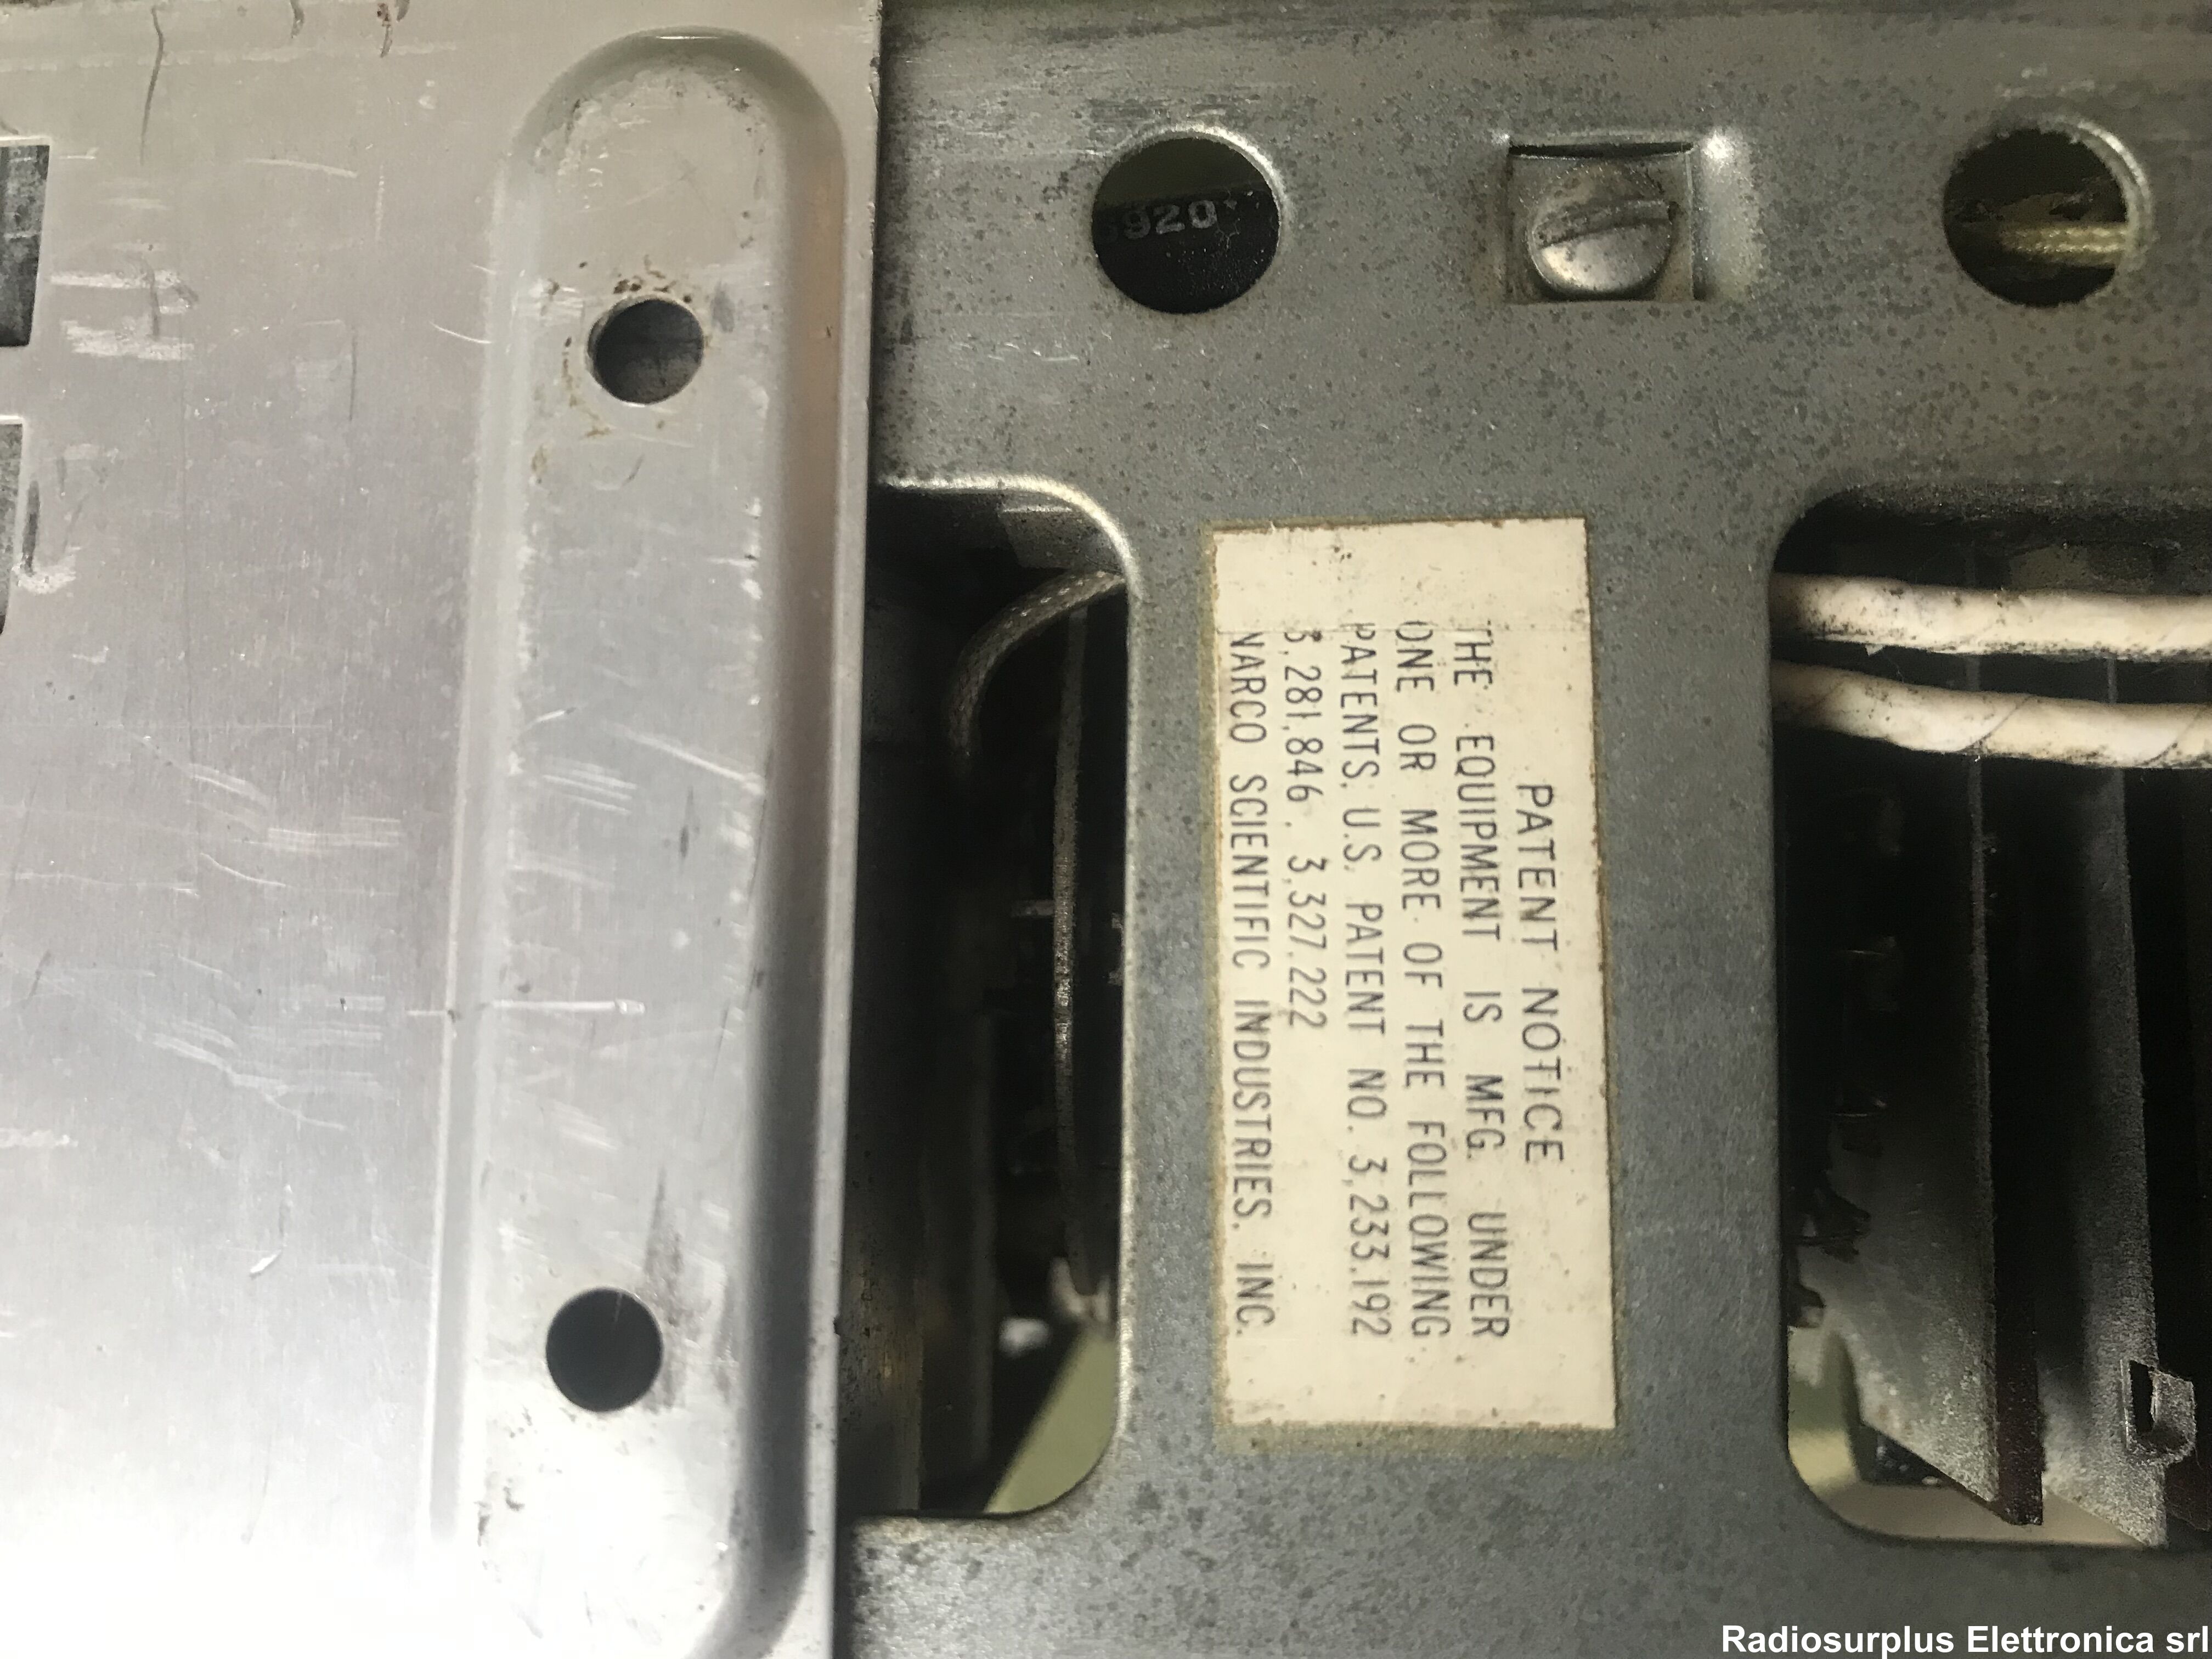 920
PATENT NOTICE
THE EQUIPMENT IS MFG. UNDER
ONE OR MORE OF THE FOLLOWING
PATENTS, U.S. PATENT NO. 3,233,192
3,281,846 , 3,327,222
NARCO SCIENTIFIC INDUSTRIES, INC.
Radiosurplus Elettronica srl